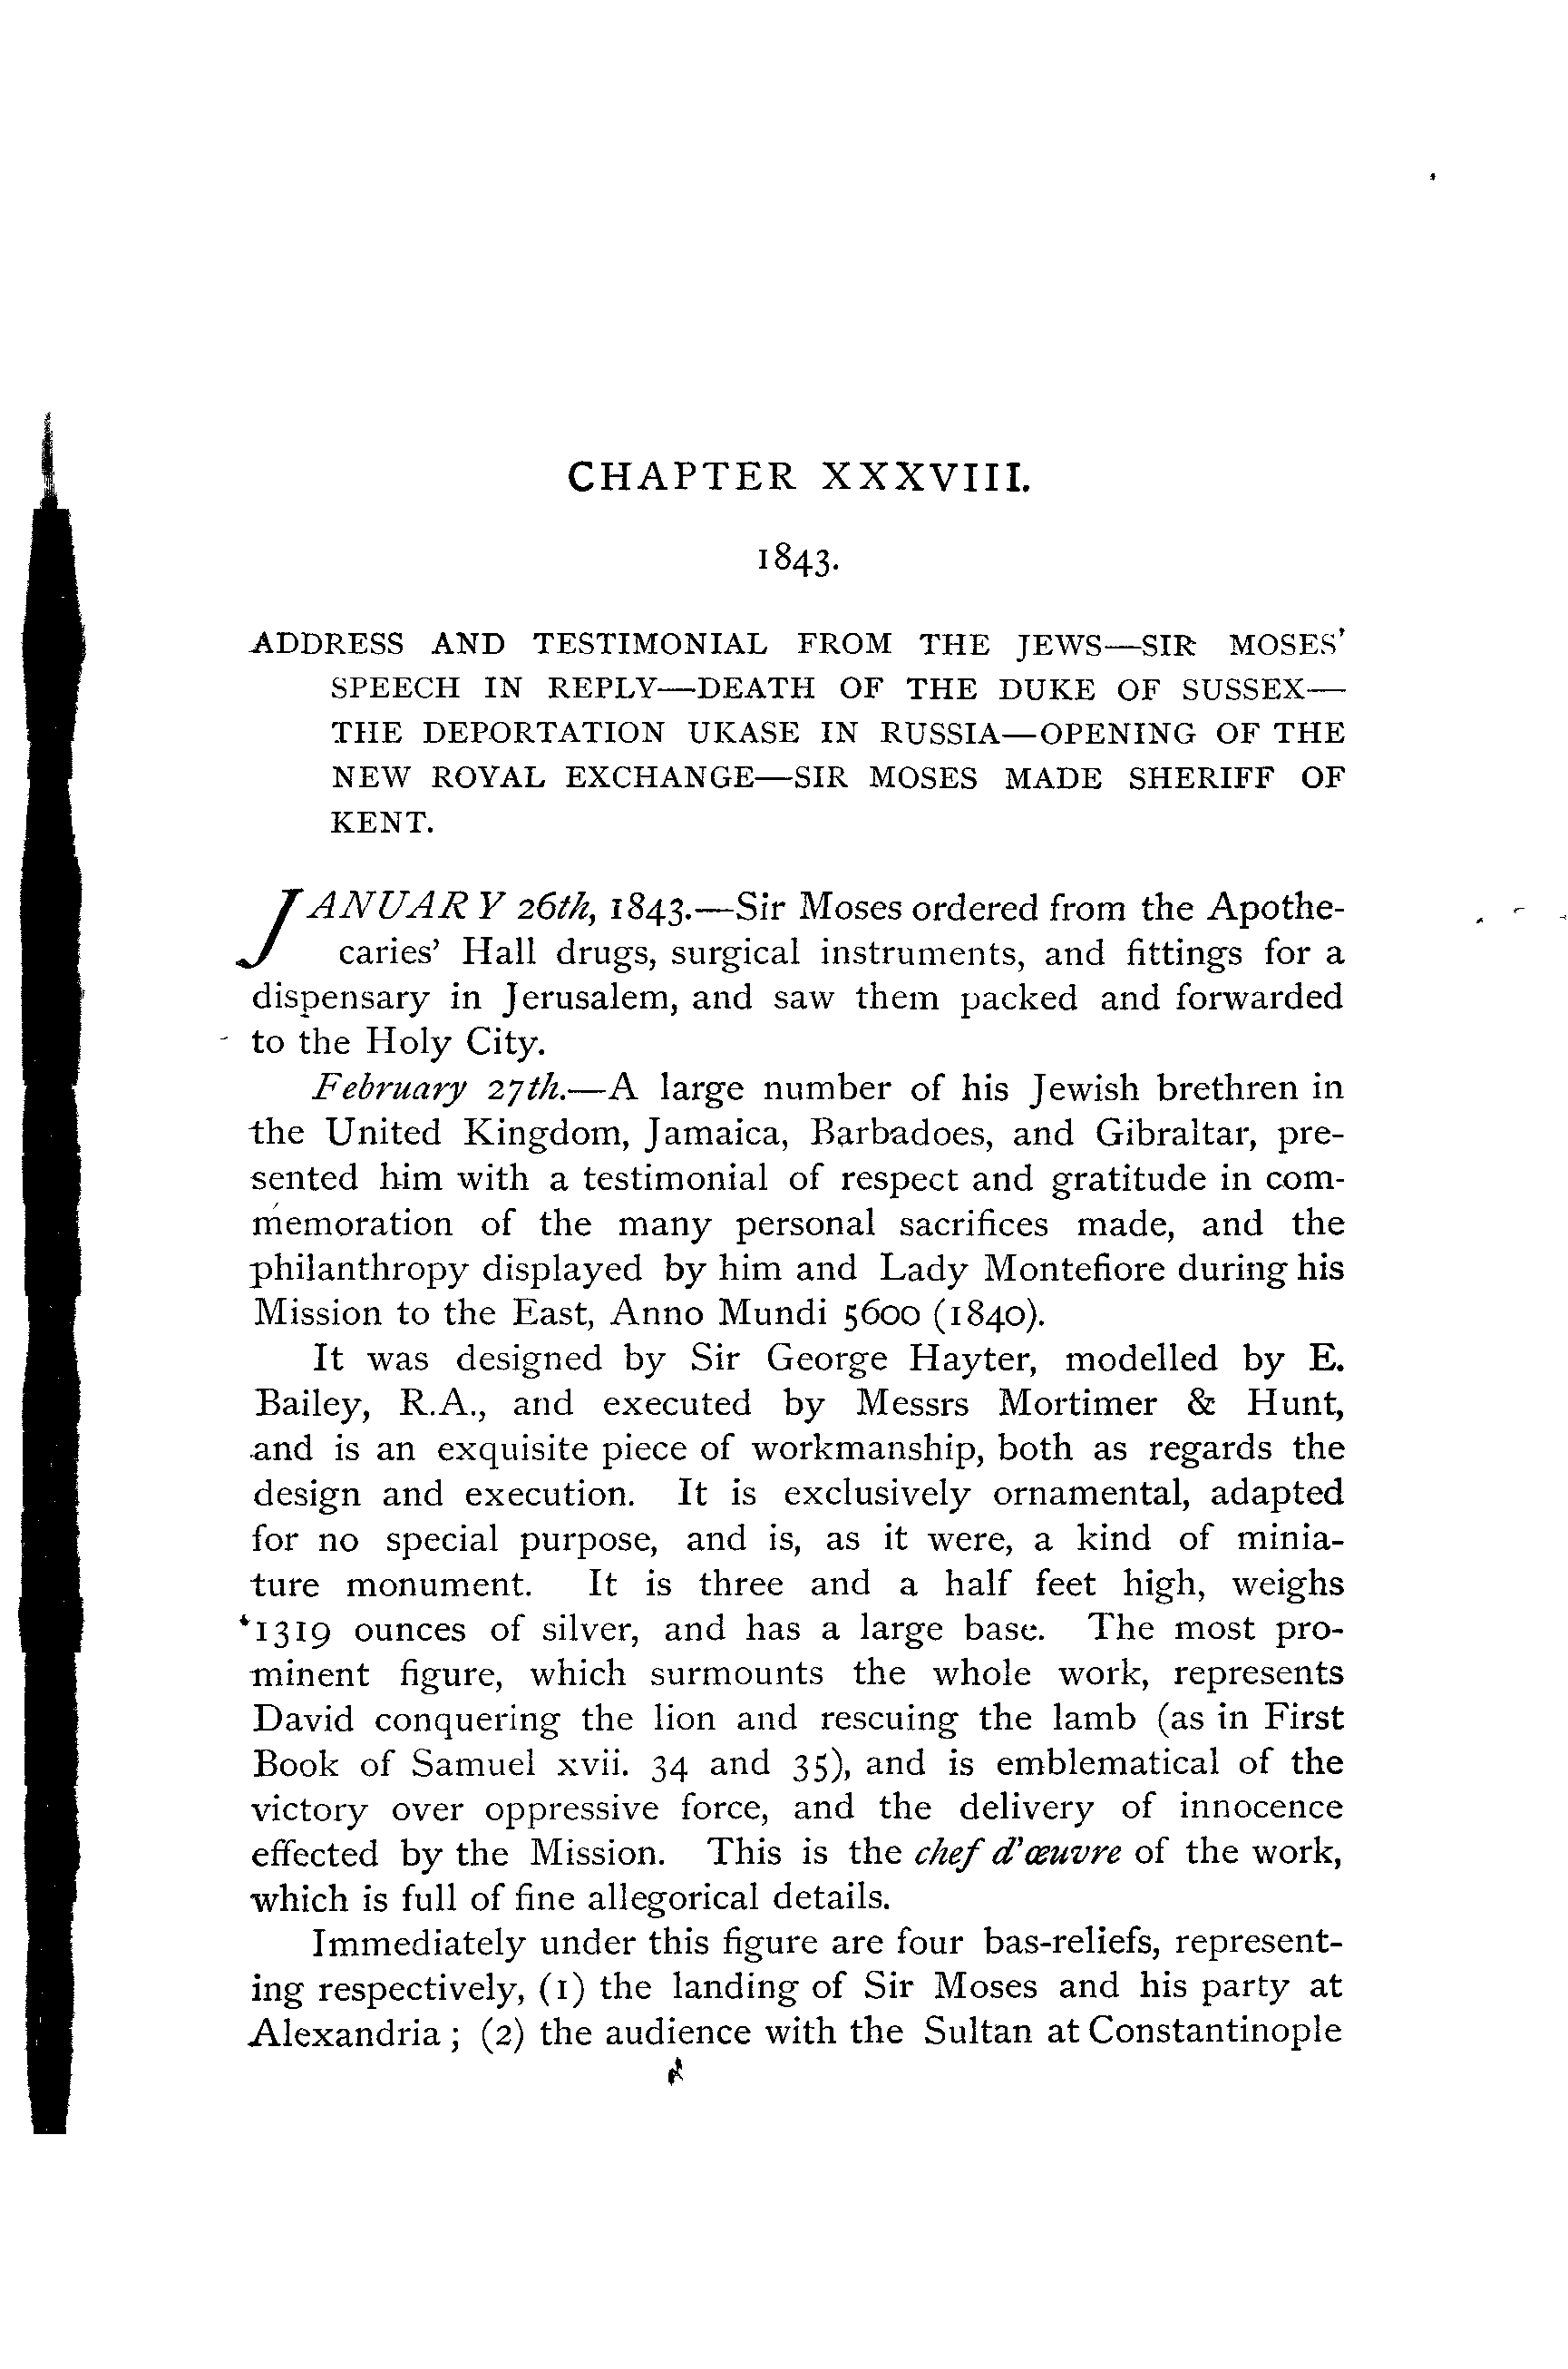 CHAPTER XXXVIII.
1843.
ADDRESS AND TESTIMONIAL FROM THE JEWS—SIR MOSES'
SPEECH IN REPLY—DEATH OF THE DUKE OF SUSSEX—
THE DEPORTATION UKASE IN RUSSIA—OPENING OF THE
NEW ROYAL EXCHANGE—SIR MOSES MADE SHERIFF OF
KENT.
JANUARY 26th, 1843.—Sir Moses ordered from the Apothe-
caries' Hall drugs, surgical instruments, and fittings for a
dispensary in Jerusalem, and saw them packed and forwarded
to the Holy City.
February 27th.—A large number of his Jewish brethren in
the United Kingdom, Jamaica, Barbadoes, and Gibraltar, pre-
sented him with a testimonial of respect and gratitude in com-
memoration of the many personal sacrifices made, and the
philanthropy displayed by him and Lady Montefiore during his
Mission to the East, Anno Mundi 5600 (1840).
It was designed by Sir George Hayter, modelled by E.
Bailey, R.A., and executed by Messrs Mortimer & Hunt,
and is an exquisite piece of workmanship, both as regards the
design and execution. It is exclusively ornamental, adapted
for no special purpose, and is, as it were, a kind of minia-
ture monument. It is three and a half feet high, weighs
1319 ounces of silver, and has a large base. The most pro-
minent figure, which surmounts the whole work, represents
David conquering the lion and rescuing the lamb (as in First
Book of Samuel xvii. 34 and 35), and is emblematical of the
victory over oppressive force, and the delivery of innocence
effected by the Mission. This is the chef d'œuvre of the work,
which is full of fine allegorical details.
Immediately under this figure are four bas-reliefs, represent-
ing respectively, (1) the landing of Sir Moses and his party at
Alexandria; (2) the audience with the Sultan at Constantinople